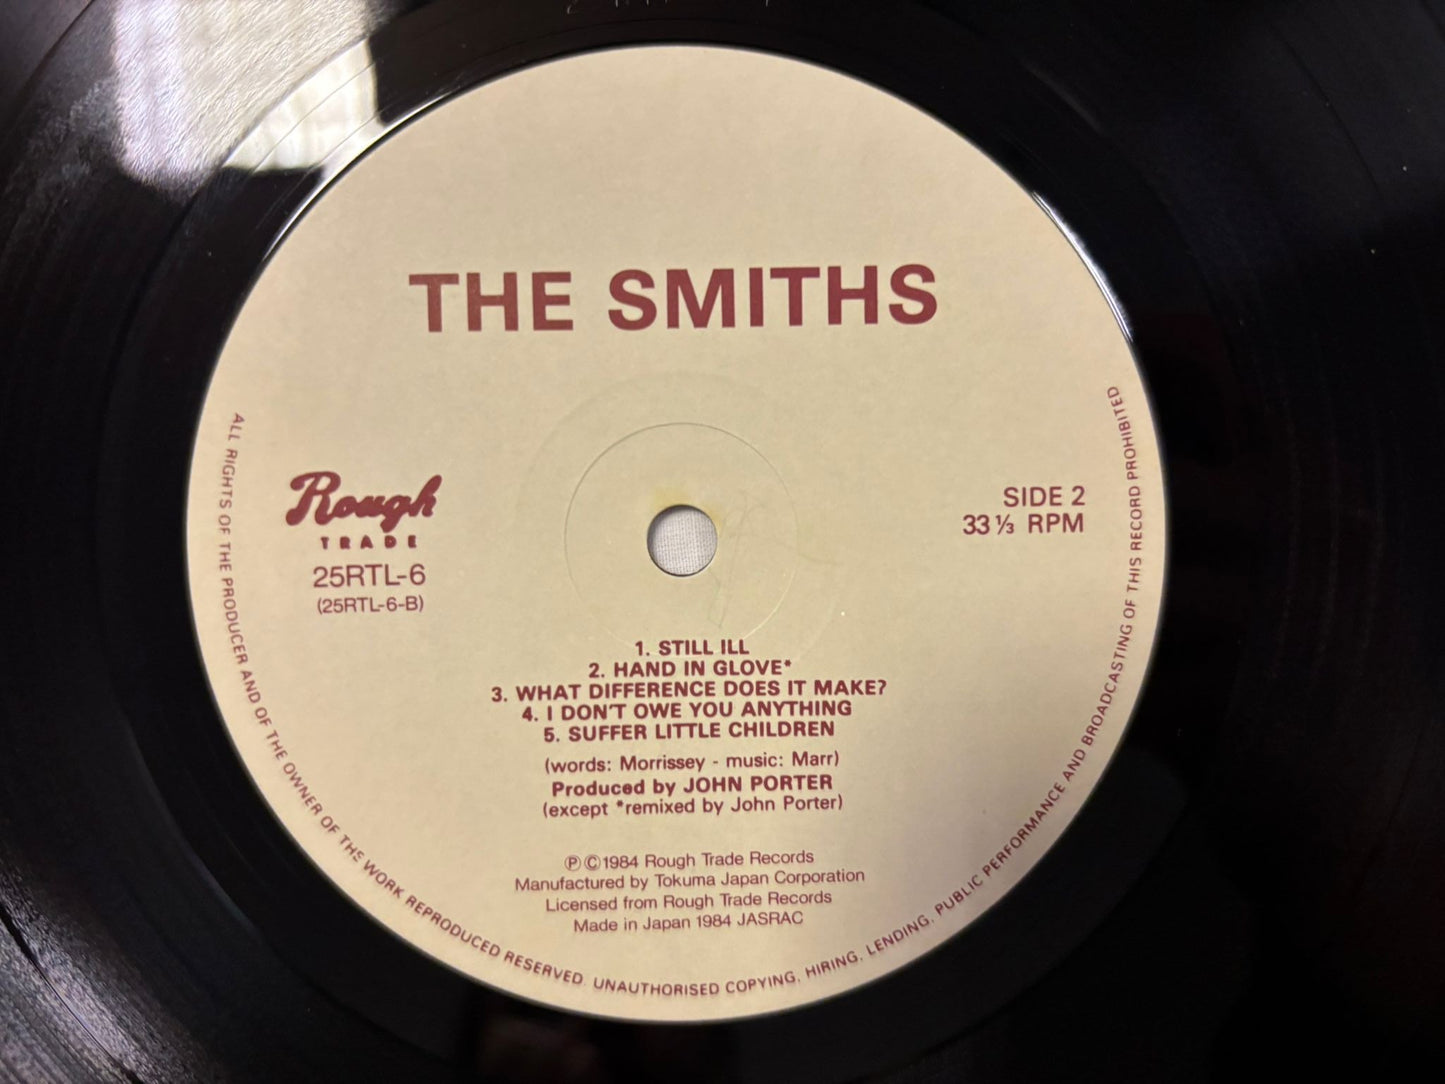 THE SMITHS
Rough
TRADE
25RTL-6
(25RTL-6-B)
SIDE 2
33 ⅓ RPM
1. STILL ILL
2. HAND IN GLOVE*
3. WHAT DIFFERENCE DOES IT MAKE?
4. I DON'T OWE YOU ANYTHING
5. SUFFER LITTLE CHILDREN
(words: Morrissey - music: Marr)
Produced by JOHN PORTER
(except *remixed by John Porter)
Ⓟ©1984 Rough Trade Records
Manufactured by Tokuma Japan Corporation
Licensed from Rough Trade Records
Made in Japan 1984 JASRAC
ALL RIGHTS OF THE PRODUCER AND OF THE OWNER OF THS WORK REPRODUCED RESERVED. UNAUTHORISED COPYING, HIRING, LENDING, PUBLIC PERFORMANCE AND BROADCASTING OF THIS RECORD PROHIBITED